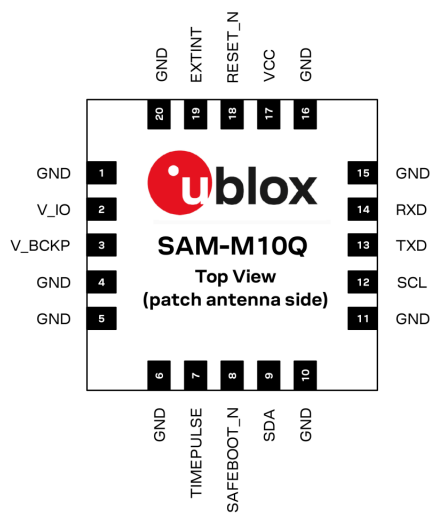 GND
EXTINT
RESET_N
VCC
GND
20
19
18
17
16
GND 1
V_IO 2
V_BCKP 3
GND 4
GND 5
ublox
SAM-M10Q
Top View
(patch antenna side)
15 GND
14 RXD
13 TXD
12 SCL
11 GND
6
7
8
9
10
GND
TIMEPULSE
SAFEBOOT_N
SDA
GND